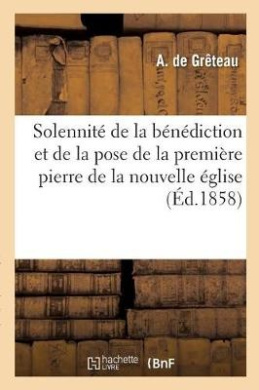 A. de Grêteau
Solennité de la bénédiction et de la pose de la première
pierre de la nouvelle église
(Éd.1858)
hachette
LIVRE
{BnF